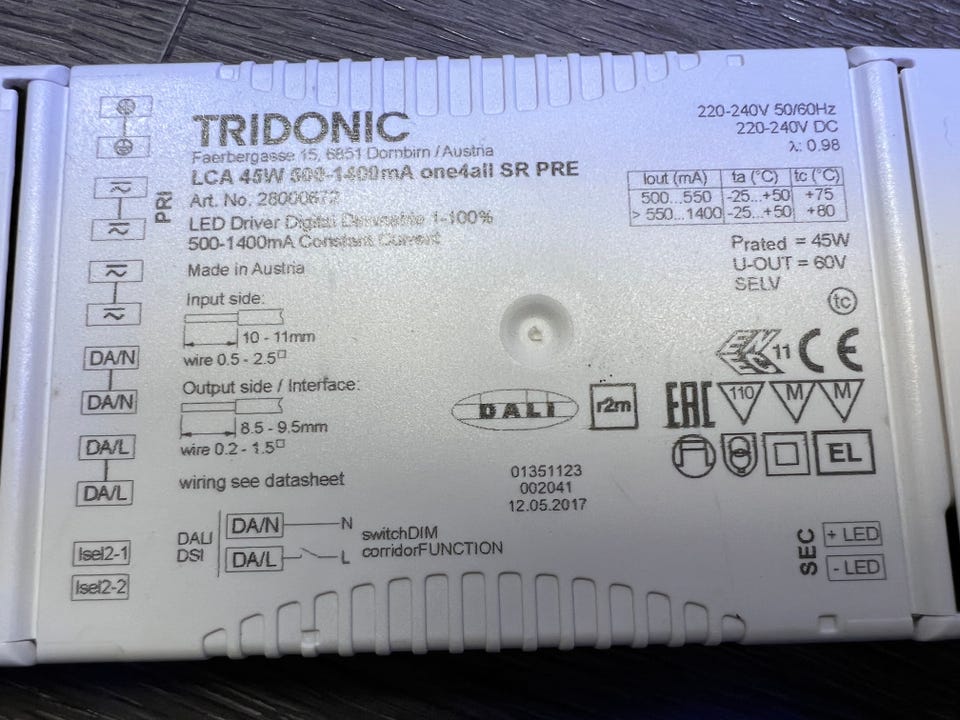 TRIDONIC
Faerbergasse 15, 6851 Dornbirn / Austria
LCA 45W 500-1400mA one4all SR PRE
Art. No. 28000672
LED Driver Digital Dimmable 1-100%
500-1400mA Constant Current
Made in Austria
Input side:
10 - 11mm
wire 0.5 - 2.5□
Output side / Interface:
8.5 - 9.5mm
wire 0.2 - 1.5□
wiring see datasheet
DALI
DSI
DA/N N
DA/L L
switchDIM
corridorFUNCTION
PRI
DA/N
DA/N
DA/L
DA/L
Isel2-1
Isel2-2
220-240V 50/60Hz
220-240V DC
λ: 0.98
Iout (mA) ta (°C) tc (°C)
500...550 -25...+50 +75
> 550...1400 -25...+50 +80
Prated = 45W
U-OUT = 60V
SELV
tc
11 CE
DALI r2m EAC 110 M M
EL
01351123
002041
12.05.2017
SEC
+ LED
- LED